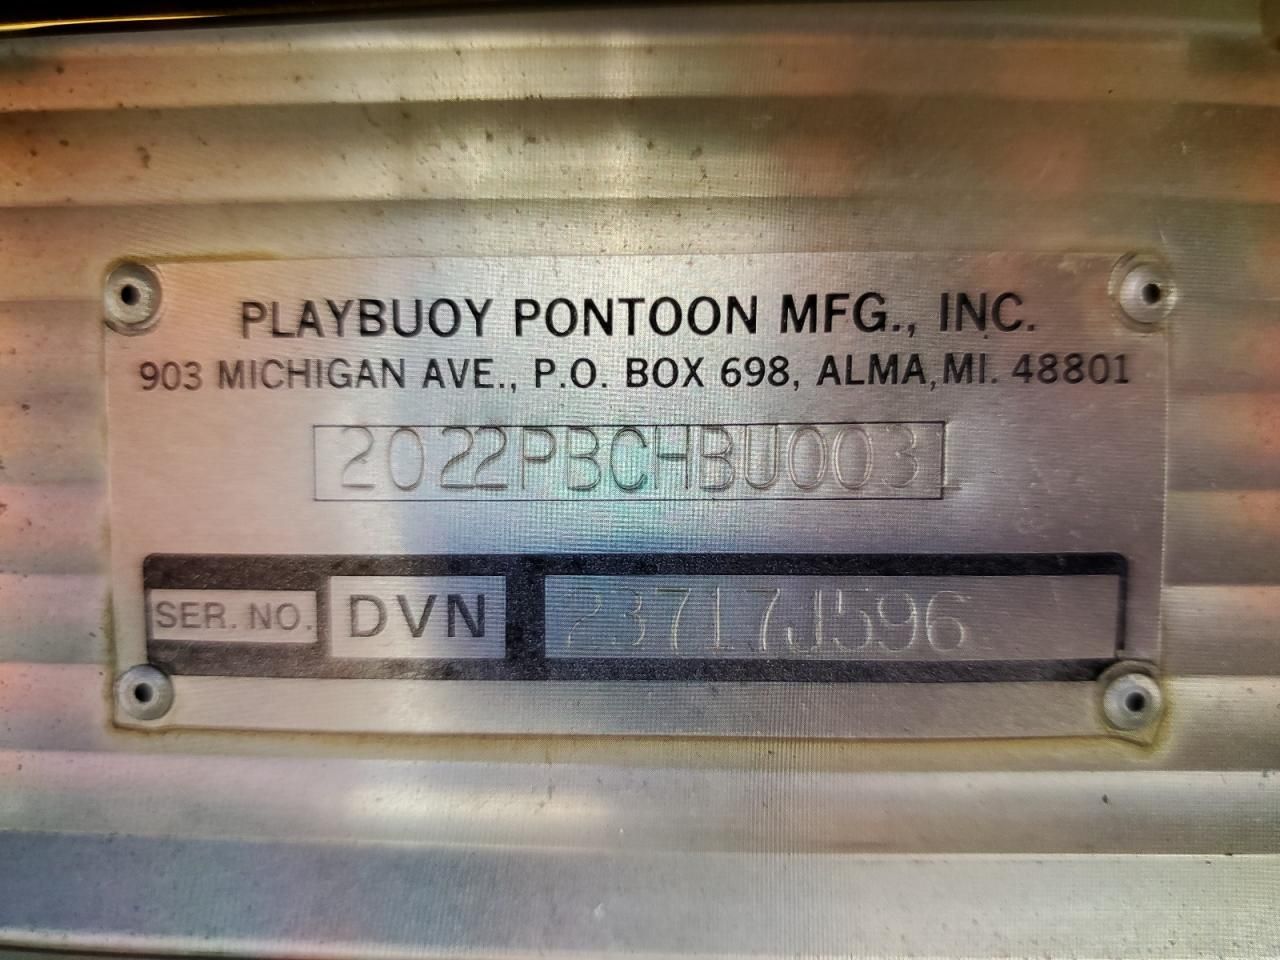 PLAYBUOY PONTOON MFG., INC.
903 MICHIGAN AVE., P.O. BOX 698, ALMA, MI. 48801
2022PBCHBU0031
SER. NO. DVN 23717J596